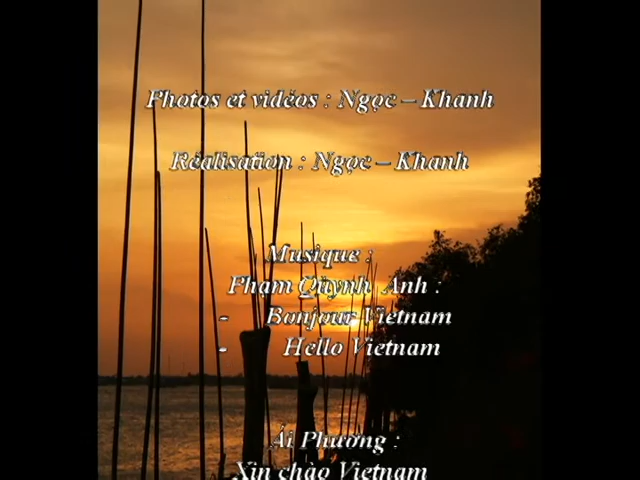 Photos et vidéos : Ngọc – Khanh
Réalisation : Ngọc – Khanh
Musique :
Phạm Quỳnh Anh :
- Bonjour Vietnam
- Hello Vietnam
Ái Phương :
Xin chào Vietnam